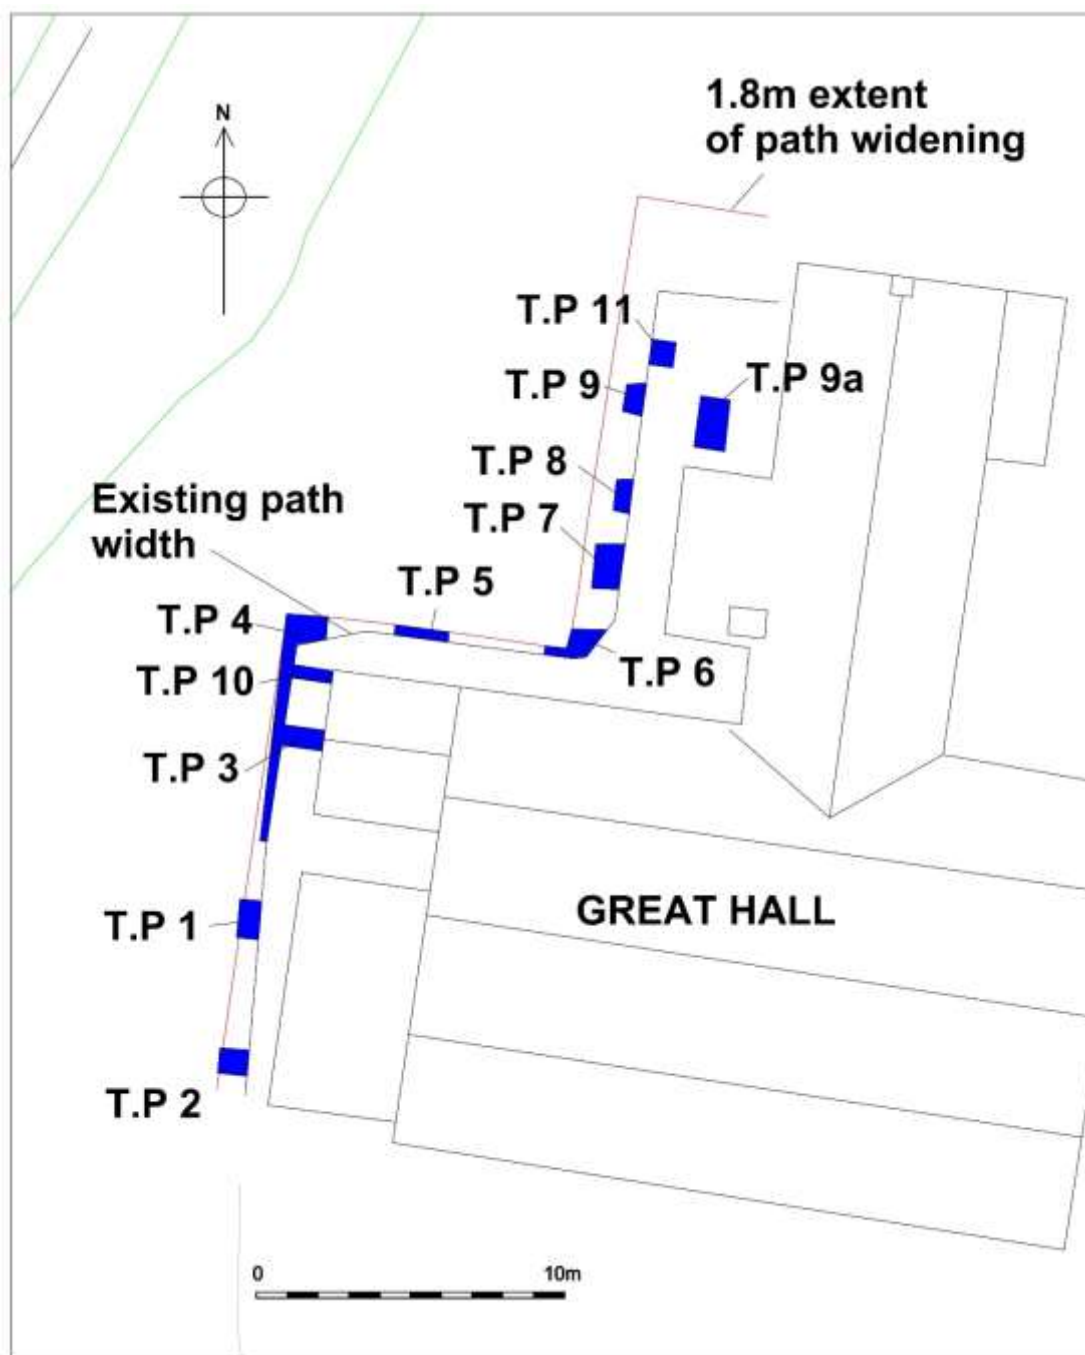 1.8m extent
of path widening
N
T.P 11
T.P 9
T.P 9a
T.P 8
Existing path
width
T.P 7
T.P 5
T.P 4
T.P 6
T.P 10
T.P 3
GREAT HALL
T.P 1
T.P 2
0 10m